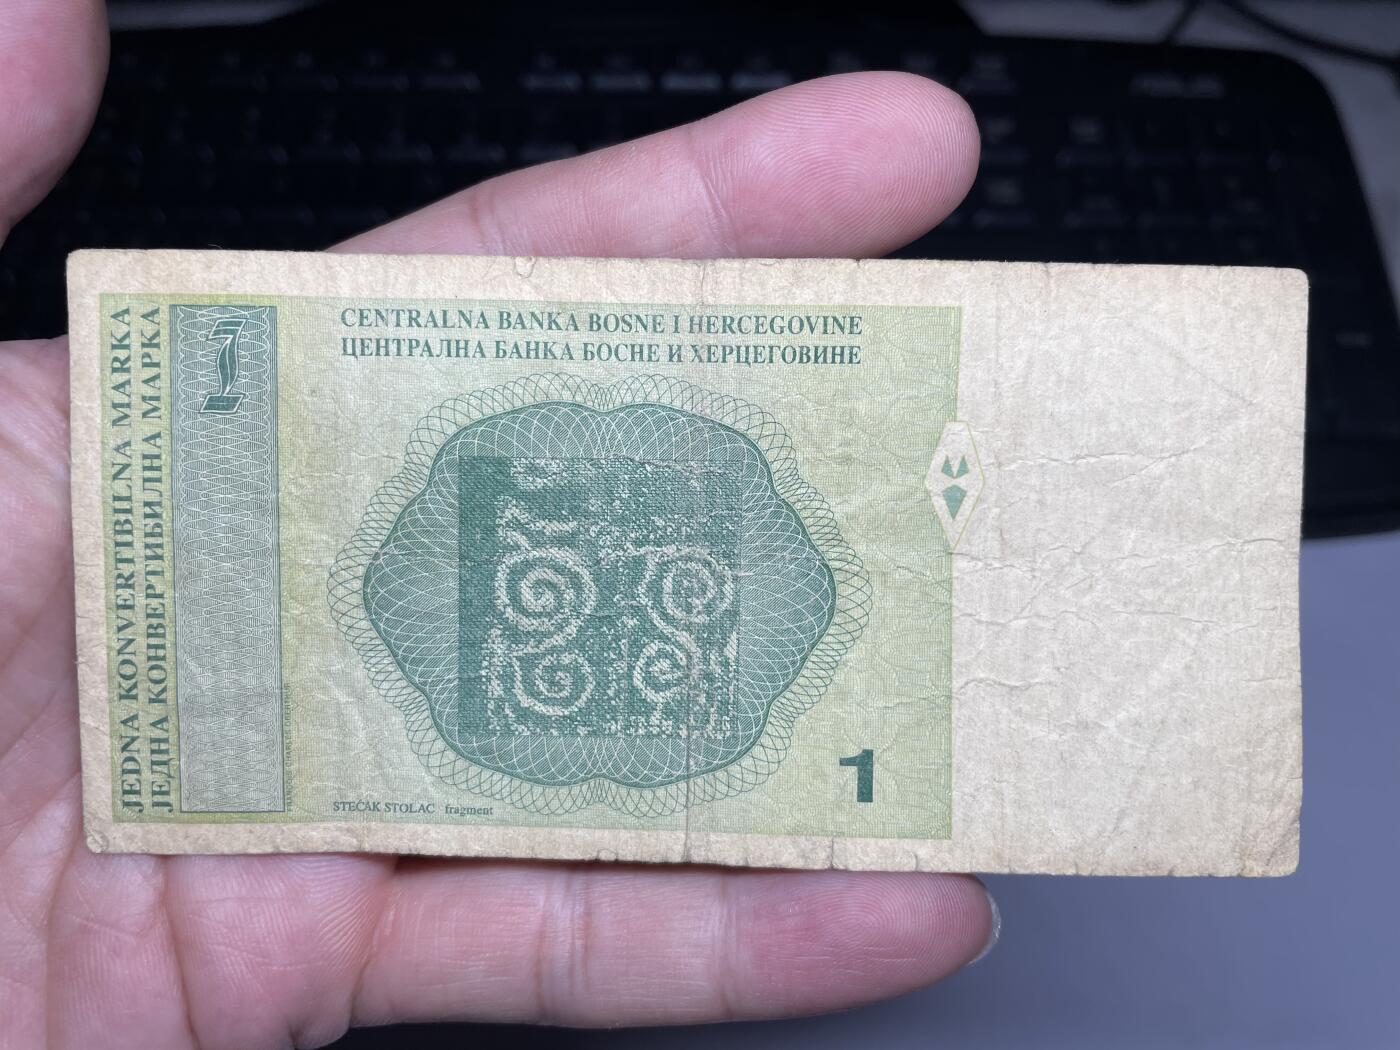 CENTRALNA BANKA BOSNE I HERCEGOVINE
ЦЕНТРАЛНА БАНКА БОСНЕ И ХЕРЦЕГОВИНЕ
JEDNA KONVERTIBILNA MARKA
ЈЕДНА КОНВЕРТИБИЛНА МАРКА
1
1
STEĆAK STOLAC fragment